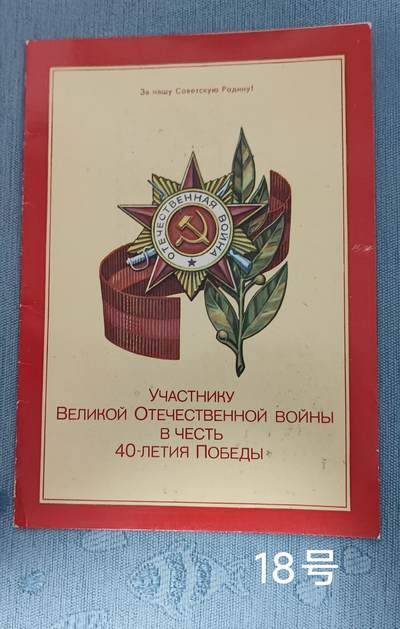 За нашу Советскую Родину!
ОТЕЧЕСТВЕННАЯ ВОЙНА
УЧАСТНИКУ
ВЕЛИКОЙ ОТЕЧЕСТВЕННОЙ ВОЙНЫ
В ЧЕСТЬ
40-ЛЕТИЯ ПОБЕДЫ
18号